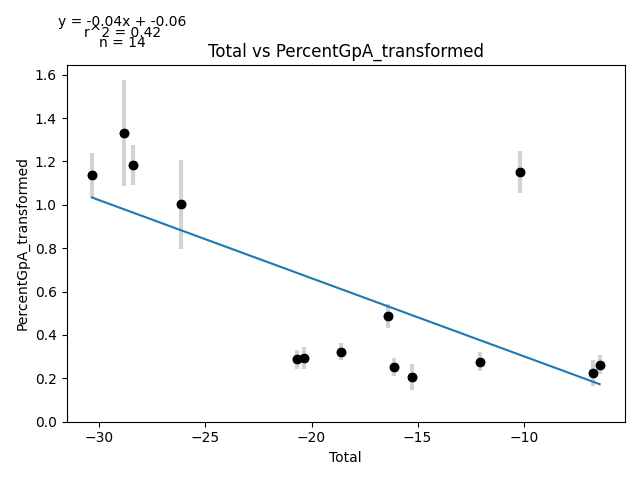 y = -0.04x + -0.06
r^2 = 0.42
n = 14
Total vs PercentGpA_transformed
1.6
1.4
1.2
1.0
0.8
0.6
0.4
0.2
0.0
PercentGpA_transformed
−30
−25
−20
−15
−10
Total